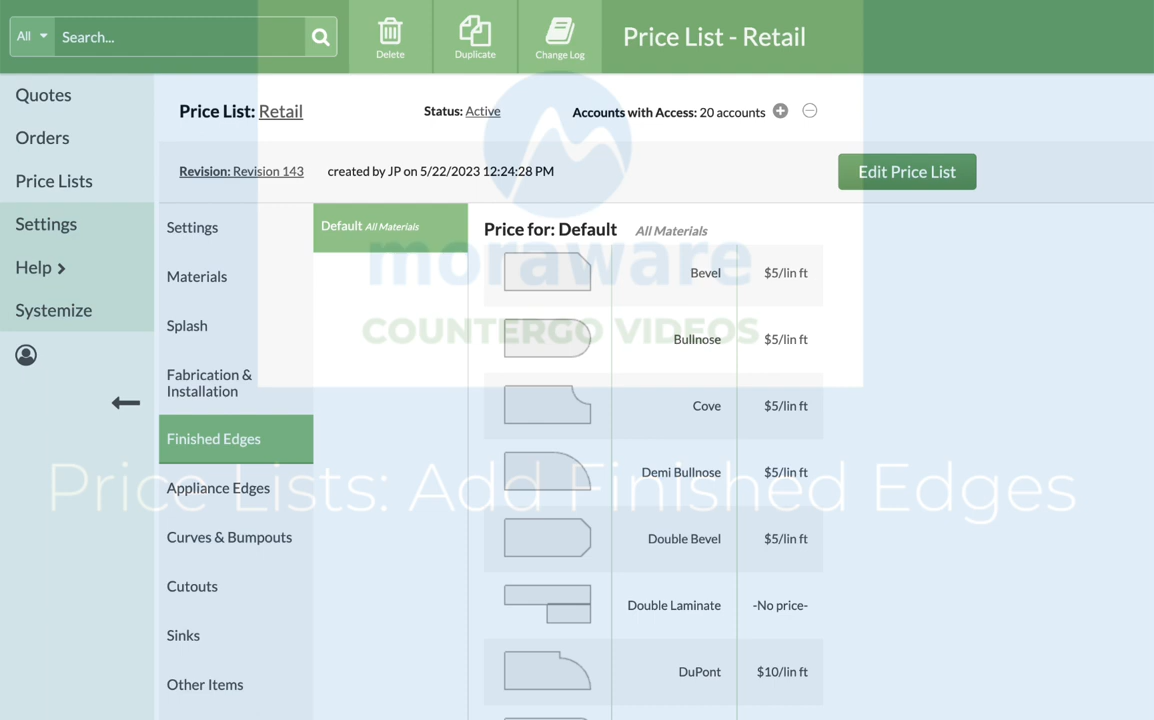 All
Search...
Delete
Duplicate
Change Log
Price List - Retail
Quotes
Orders
Price Lists
Settings
Help
Systemize
Price List: Retail
Status: Active
Accounts with Access: 20 accounts
Revision: Revision 143
created by JP on 5/22/2023 12:24:28 PM
Edit Price List
Settings
Materials
Splash
Fabrication &
Installation
Finished Edges
Appliance Edges
Curves & Bumpouts
Cutouts
Sinks
Other Items
Default All Materials
Price for: Default All Materials
Bevel $5/lin ft
Bullnose $5/lin ft
Cove $5/lin ft
Demi Bullnose $5/lin ft
Double Bevel $5/lin ft
Double Laminate -No price-
DuPont $10/lin ft
moraware
COUNTERGO VIDEOS
Price Lists: Add Finished Edges